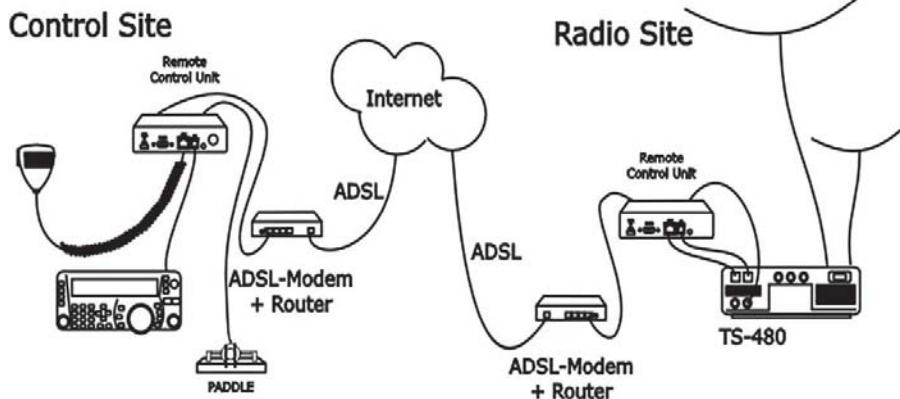 Control Site
Remote
Control Unit
ADSL-Modem
+ Router
PADDLE
ADSL
Internet
ADSL
ADSL-Modem
+ Router
Radio Site
Remote
Control Unit
TS-480